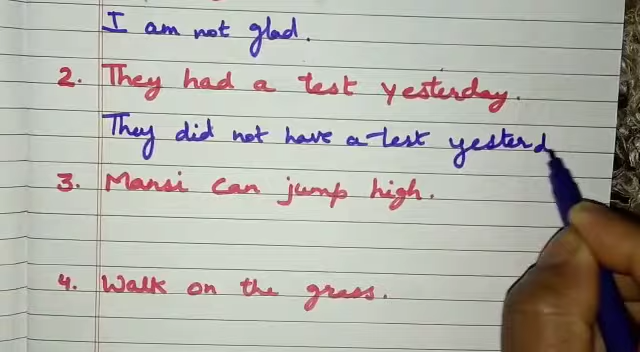 I am not glad.
2. They had a test yesterday.
They did not have a test yesterd
3. Mansi can jump high.
4. Walk on the grass.